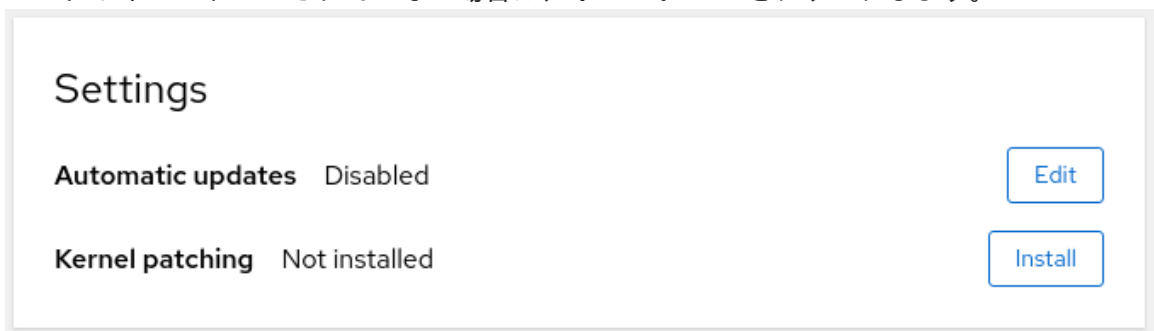 Settings
Automatic updates Disabled
Edit
Kernel patching Not installed
Install